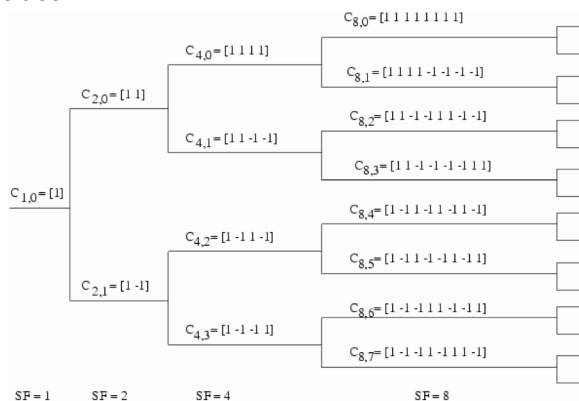 C8,0= [1 1 1 1 1 1 1 1]
C4,0= [1 1 1 1]
C8,1= [1 1 1 1 -1 -1 -1 -1]
C2,0= [1 1]
C8,2= [1 1 -1 -1 1 1 -1 -1]
C4,1= [1 1 -1 -1]
C8,3= [1 1 -1 -1 -1 -1 1 1]
C1,0= [1]
C8,4= [1 -1 1 -1 1 -1 1 -1]
C4,2= [1 -1 1 -1]
C8,5= [1 -1 1 -1 -1 1 -1 1]
C2,1= [1 -1]
C8,6= [1 -1 -1 1 1 -1 -1 1]
C4,3= [1 -1 -1 1]
C8,7= [1 -1 -1 1 -1 1 1 -1]
SF = 1 SF = 2 SF = 4 SF = 8